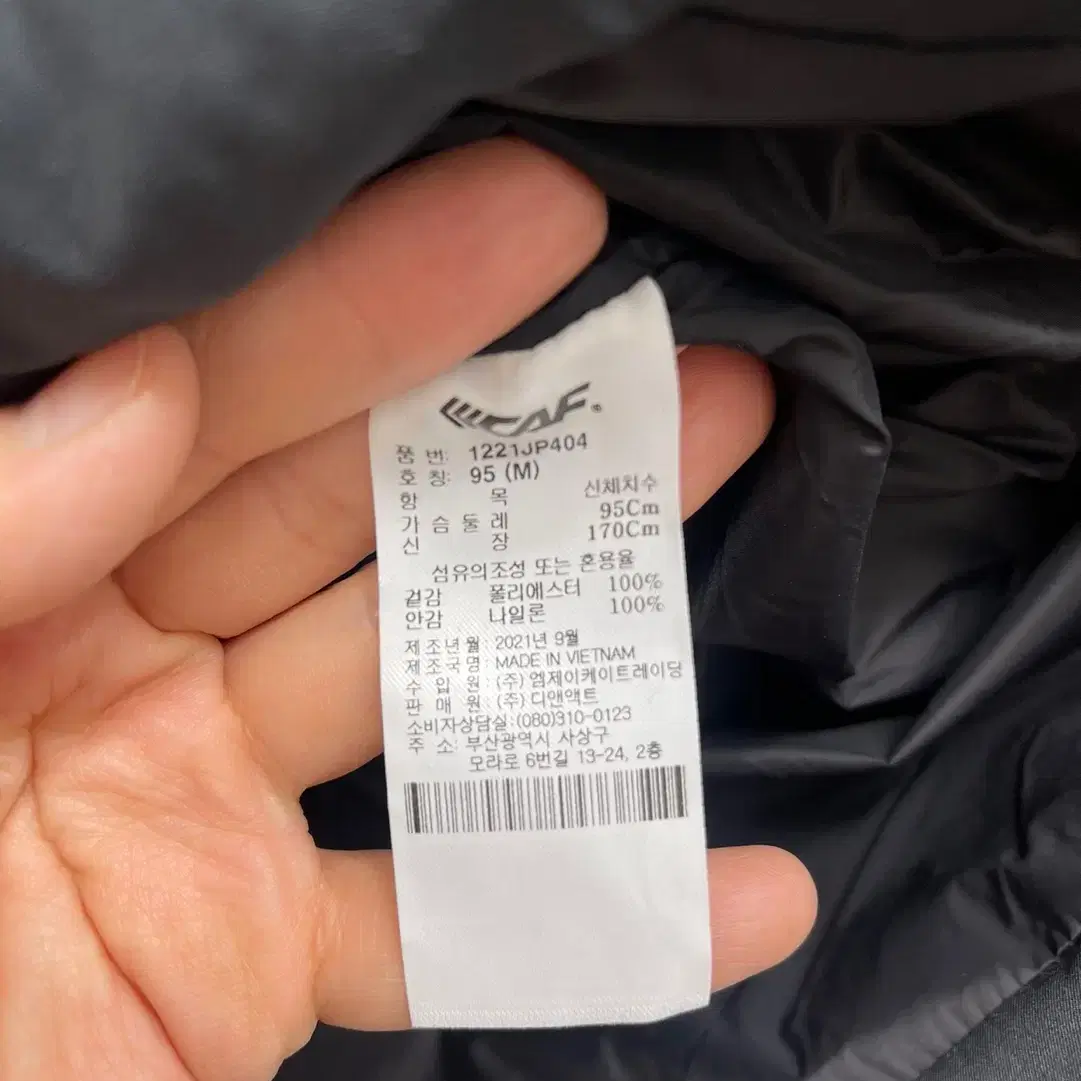 CAF
품 번: 1221JP404
호 칭: 95 (M)
항 목 신체치수
가 슴 둘 레 95Cm
신 장 170Cm
섬유의조성 또는 혼용율
겉감 폴리에스터 100%
안감 나일론 100%
제조년월: 2021년 9월
제조국명: MADE IN VIETNAM
수 입 원: (주) 엠제이케이트레이딩
판 매 원: (주) 디앤액트
소비자상담실:(080)310-0123
주 소: 부산광역시 사상구
모라로 6번길 13-24, 2층